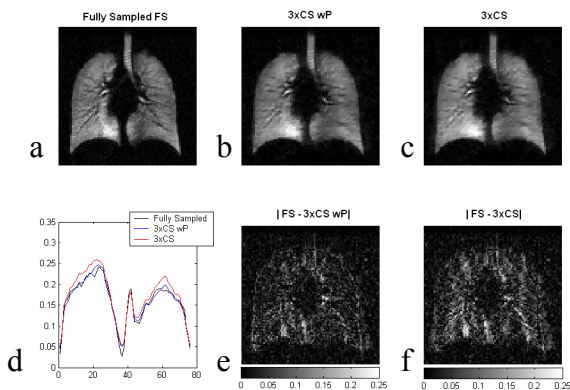 Fully Sampled FS
3xCS wP
3xCS
a
b
c
0.35
0.3
0.25
0.2
0.15
0.1
0.05
0
0
20
40
60
80
Fully Sampled
3xCS wP
3xCS
d
| FS - 3xCS wP|
| FS - 3xCS|
e
f
0 0.05 0.1 0.15 0.2 0.25
0 0.05 0.1 0.15 0.2 0.25